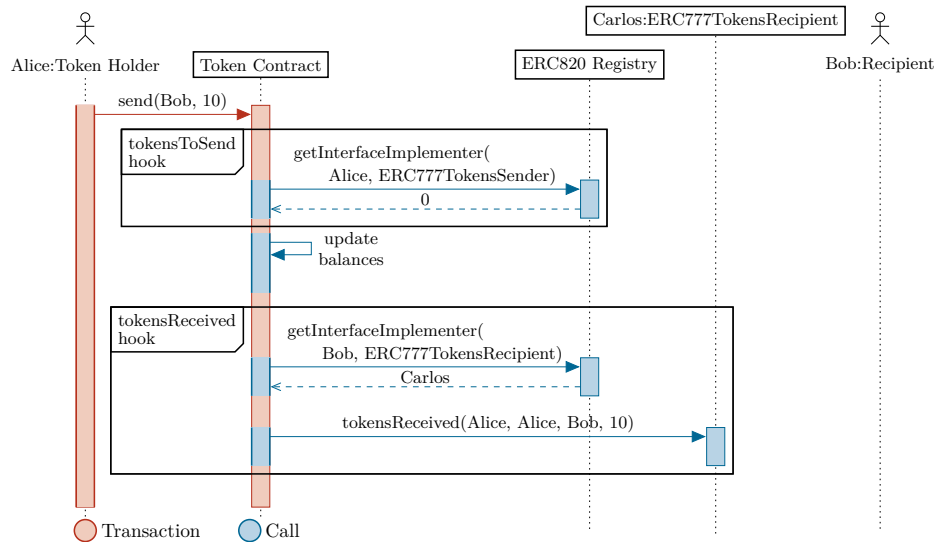 Carlos:ERC777TokensRecipient
Alice:Token Holder
Token Contract
ERC820 Registry
Bob:Recipient
send(Bob, 10)
tokensToSend
hook
getInterfaceImplementer(
Alice, ERC777TokensSender)
0
update
balances
tokensReceived
hook
getInterfaceImplementer(
Bob, ERC777TokensRecipient)
Carlos
tokensReceived(Alice, Alice, Bob, 10)
Transaction
Call